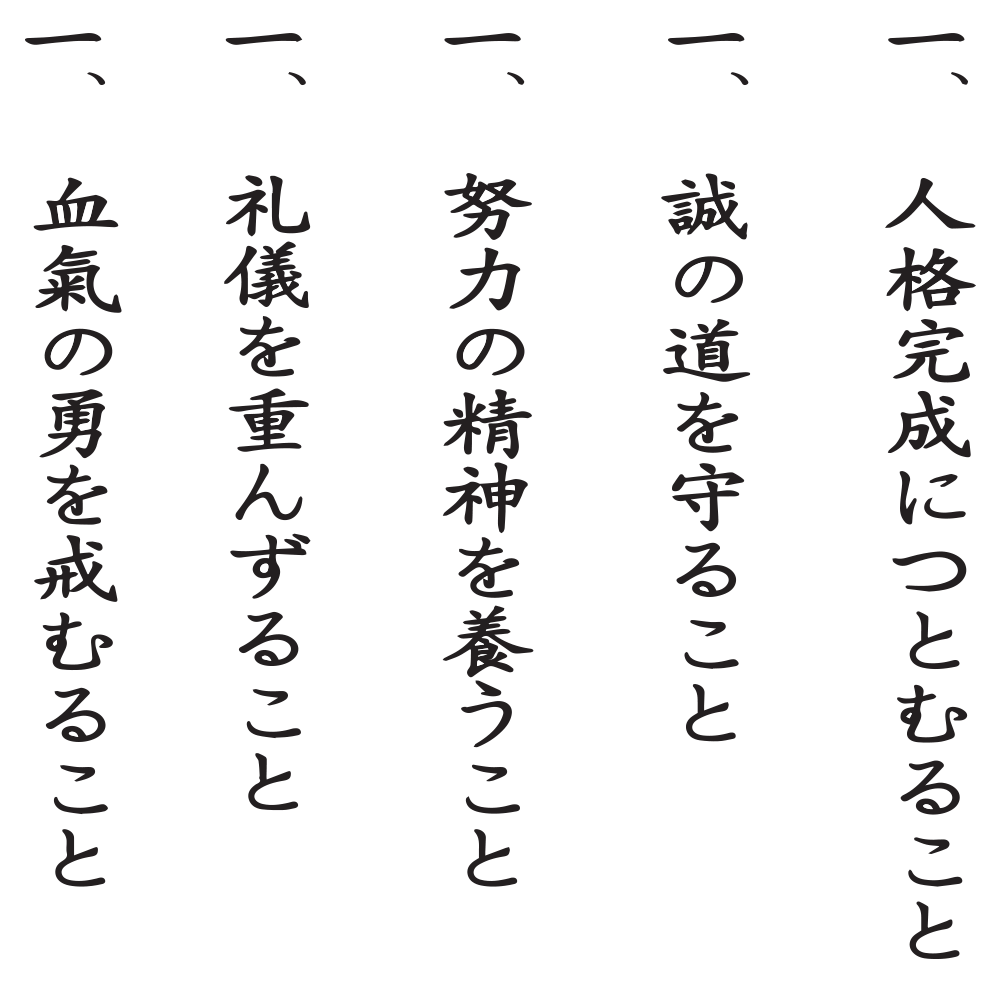 一、人格完成につとむること
一、誠の道を守ること
一、努力の精神を養うこと
一、礼儀を重んずること
一、血氣の勇を戒むること